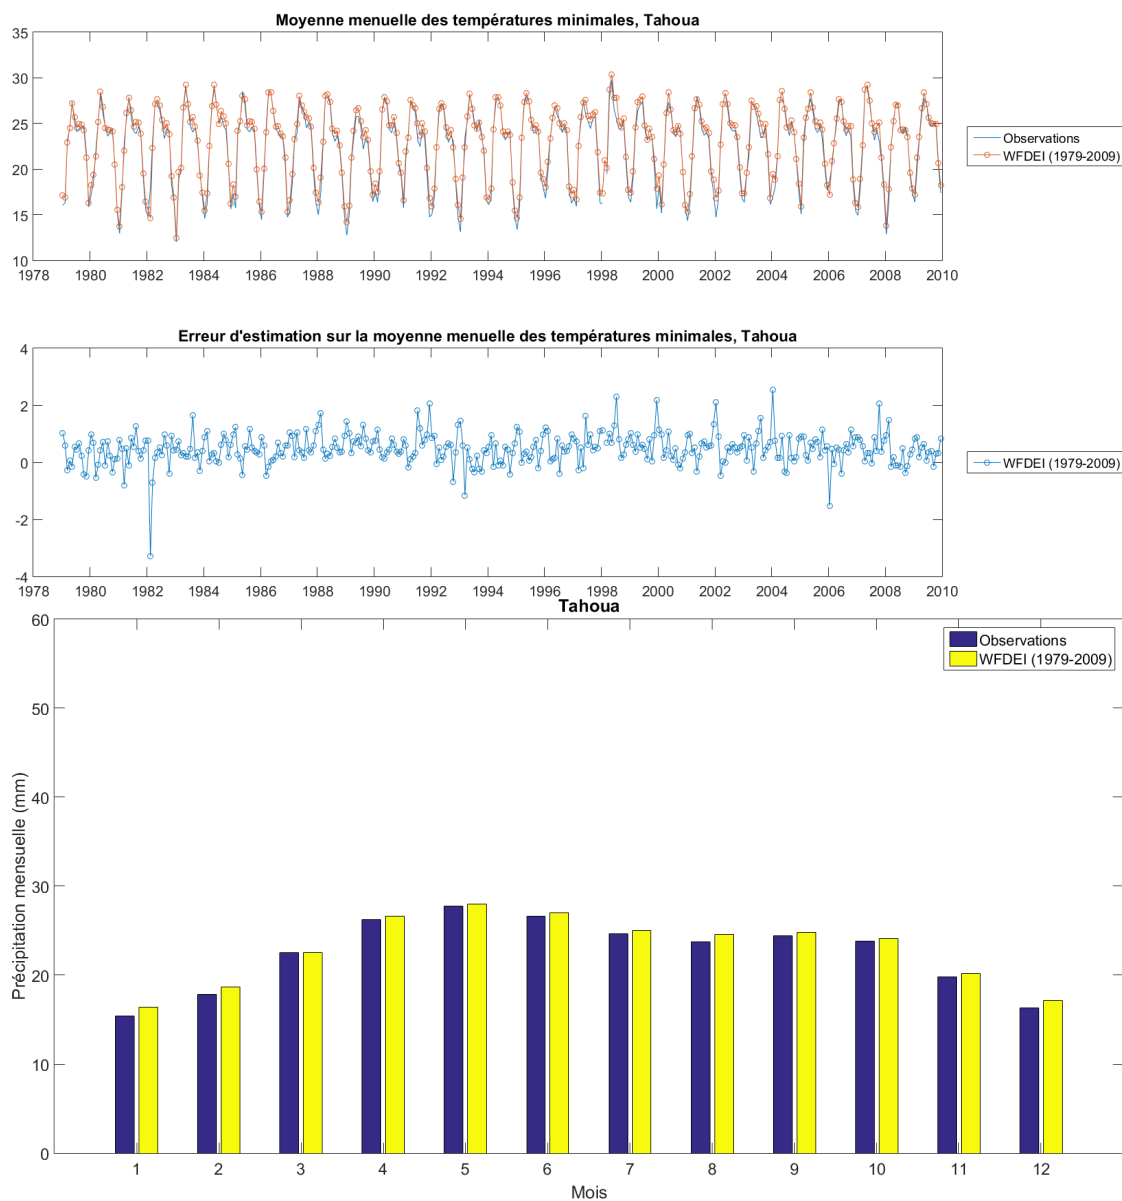 Moyenne menuelle des températures minimales, Tahoua
35
30
25
20
15
10
1978 1980 1982 1984 1986 1988 1990 1992 1994 1996 1998 2000 2002 2004 2006 2008 2010
Observations
WFDEI (1979-2009)
Erreur d'estimation sur la moyenne menuelle des températures minimales, Tahoua
4
2
0
-2
-4
1978 1980 1982 1984 1986 1988 1990 1992 1994 1996 1998 2000 2002 2004 2006 2008 2010
WFDEI (1979-2009)
Tahoua
60
50
40
30
20
10
0
Précipitation mensuelle (mm)
Observations
WFDEI (1979-2009)
1 2 3 4 5 6 7 8 9 10 11 12
Mois